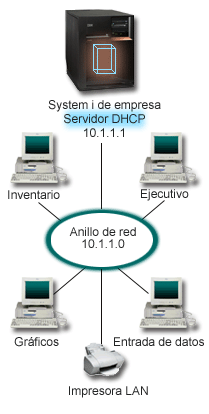 System i de empresa
Servidor DHCP
10.1.1.1
Inventario
Ejecutivo
Anillo de red
10.1.1.0
Gráficos
Entrada de datos
Impresora LAN